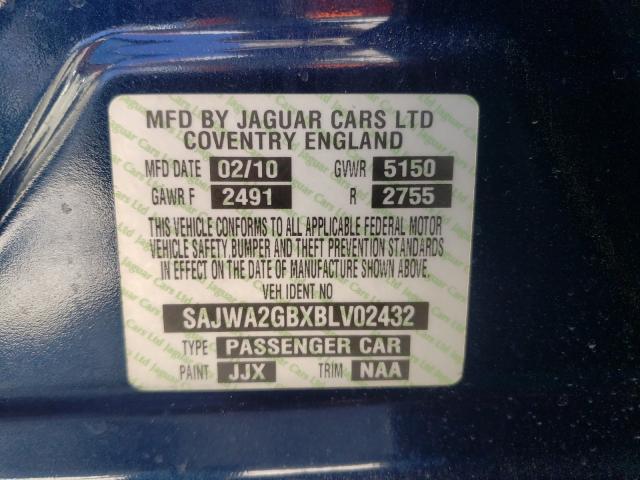 MFD BY JAGUAR CARS LTD
COVENTRY ENGLAND
MFD DATE 02/10 GVWR 5150
GAWR F 2491 R 2755
THIS VEHICLE CONFORMS TO ALL APPLICABLE FEDERAL MOTOR
VEHICLE SAFETY,BUMPER AND THEFT PREVENTION STANDARDS
IN EFFECT ON THE DATE OF MANUFACTURE SHOWN ABOVE.
VEH IDENT NO
SAJWA2GBXBLV02432
TYPE PASSENGER CAR
PAINT JJX TRIM NAA